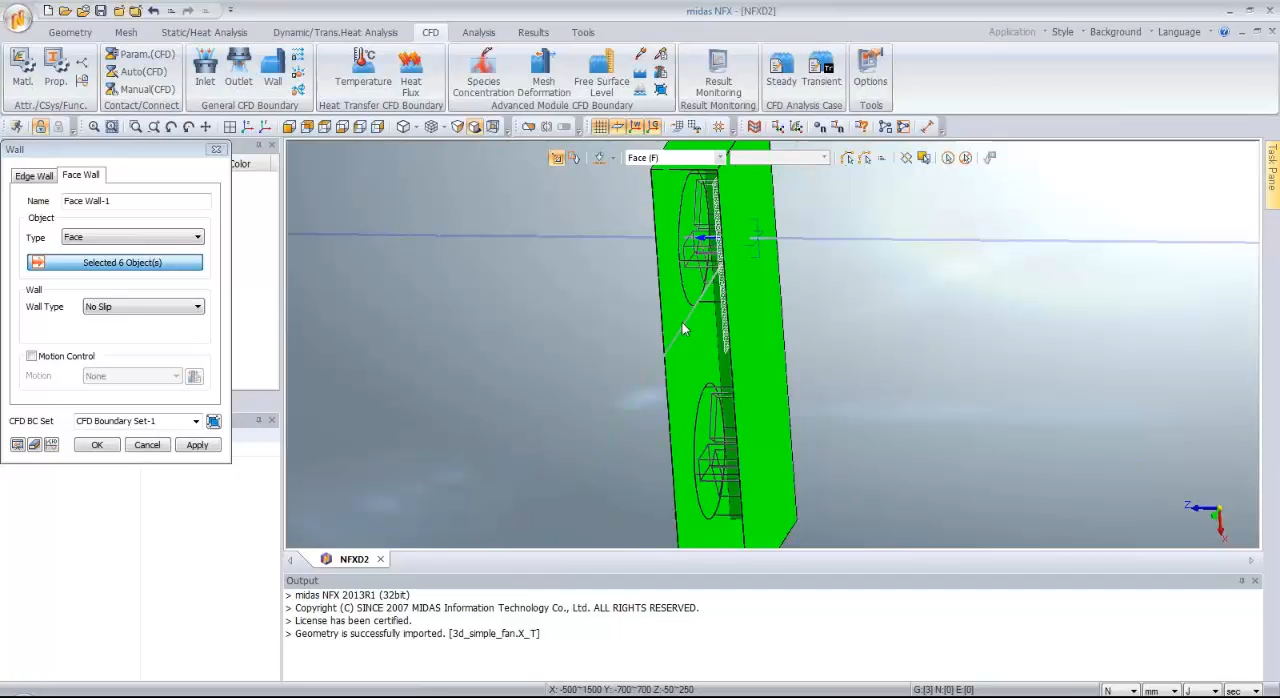 midas NFX - [NFXD2]
Geometry Mesh Static/Heat Analysis Dynamic/Trans.Heat Analysis CFD Analysis Results Tools Application Style Background Language
Matl. Prop.
Param.(CFD)
Auto(CFD)
Manual(CFD)
Inlet Outlet Wall
Temperature Heat Flux
Species Concentration Mesh Deformation Free Surface Level
Result Monitoring
Steady Transient
Options
Attr./CSys/Func. Contact/Connect General CFD Boundary Heat Transfer CFD Boundary Advanced Module CFD Boundary Result Monitoring CFD Analysis Case Tools
Wall
Color
Face (F)
Task Pane
Edge Wall Face Wall
Name Face Wall-1
Object
Type Face
Selected 6 Object(s)
Wall
Wall Type No Slip
Motion Control
Motion None
CFD BC Set CFD Boundary Set-1
OK Cancel Apply
Z
X
NFXD2
Output
> midas NFX 2013R1 (32bit)
> Copyright (C) SINCE 2007 MIDAS Information Technology Co., Ltd. ALL RIGHTS RESERVED.
> License has been certified.
> Geometry is successfully imported. [3d_simple_fan.X_T]
X: -500~1500 Y:-700~700 Z:-50~250 G:[3] N:[0] E:[0] N mm J sec